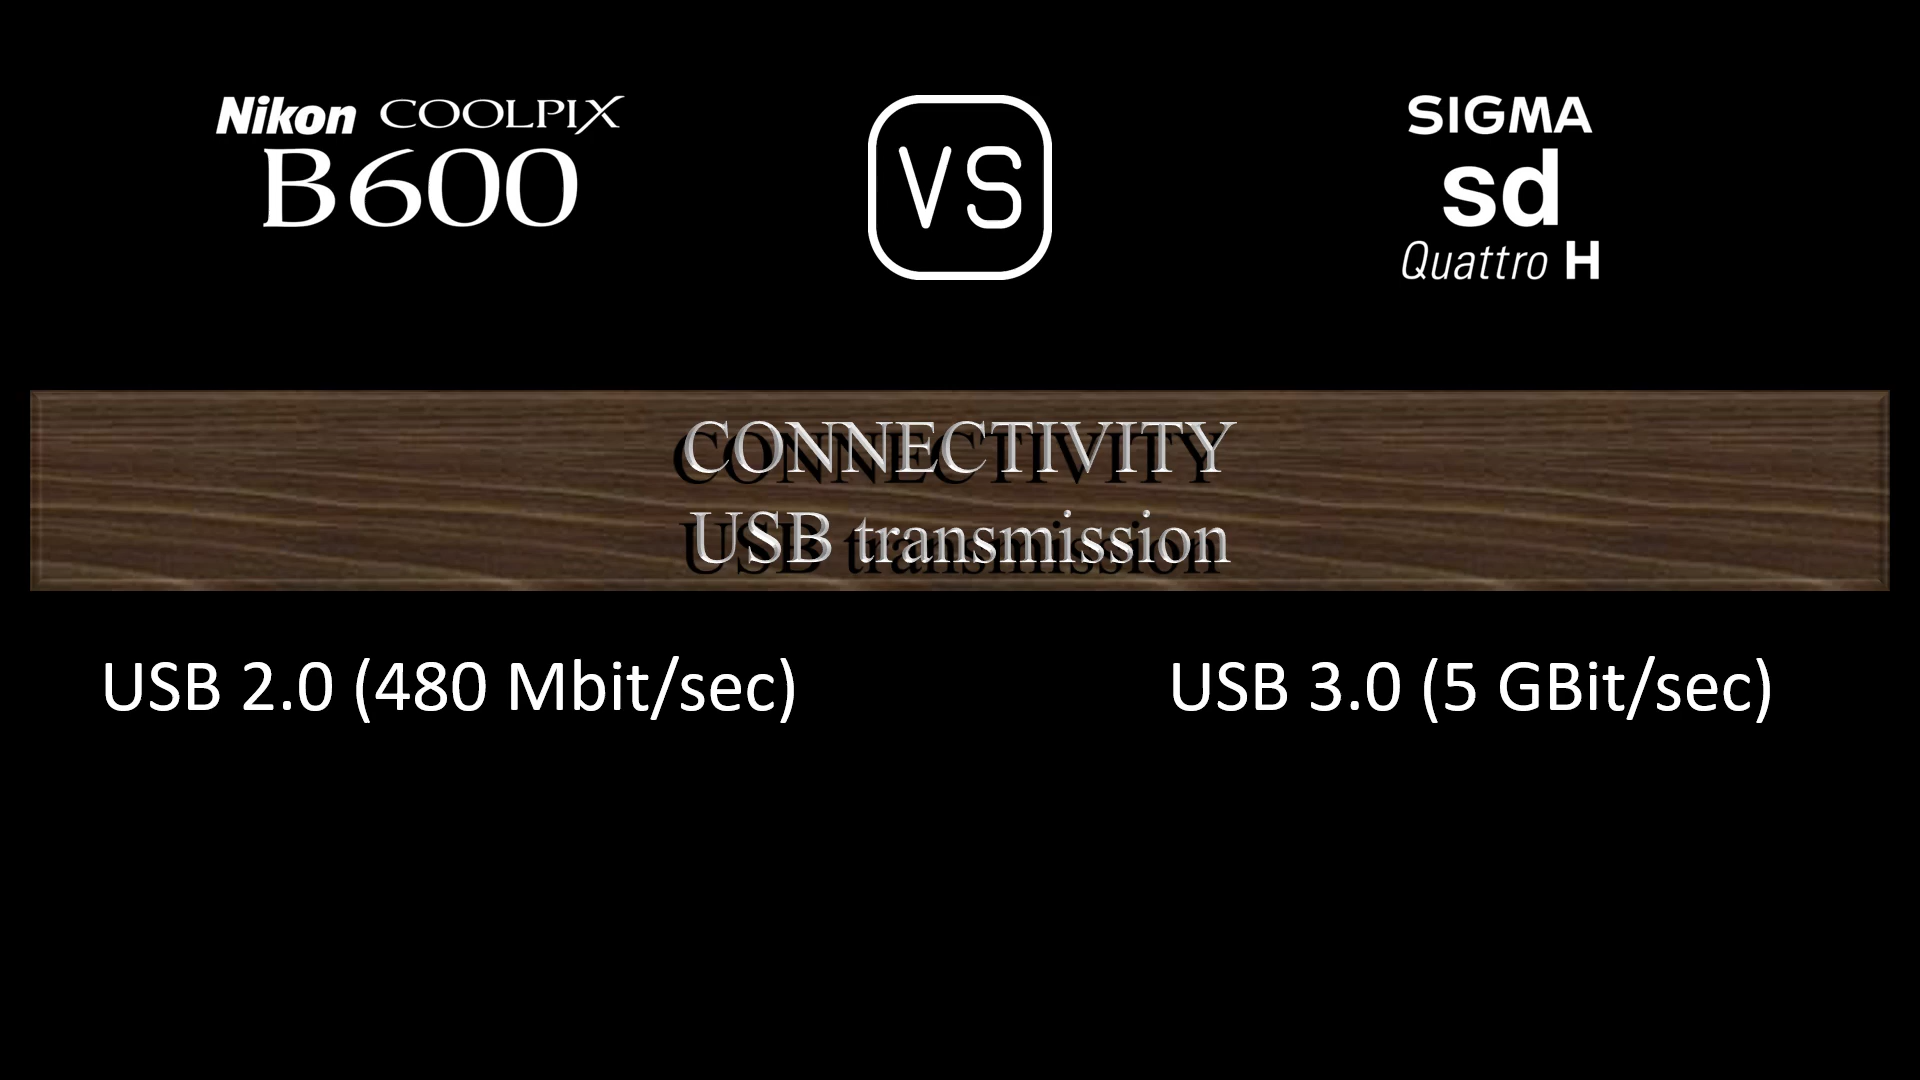 Nikon COOLPIX
B600
VS
SIGMA
sd
Quattro H
CONNECTIVITY
USB transmission
USB 2.0 (480 Mbit/sec)
USB 3.0 (5 GBit/sec)